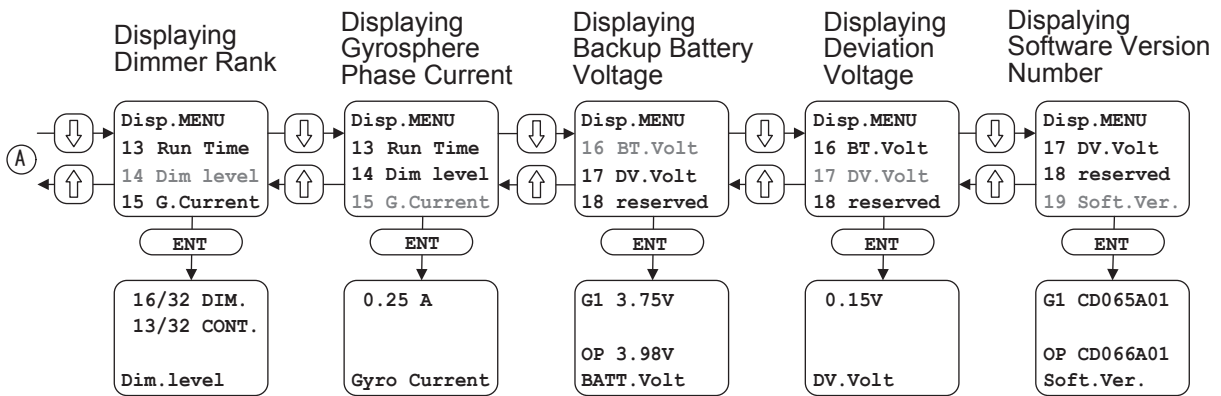 Displaying
Dimmer Rank
Displaying
Gyrosphere
Phase Current
Displaying
Backup Battery
Voltage
Displaying
Deviation
Voltage
Dispalying
Software Version
Number
A
Disp.MENU
13 Run Time
14 Dim level
15 G.Current
Disp.MENU
13 Run Time
14 Dim level
15 G.Current
Disp.MENU
16 BT.Volt
17 DV.Volt
18 reserved
Disp.MENU
16 BT.Volt
17 DV.Volt
18 reserved
Disp.MENU
17 DV.Volt
18 reserved
19 Soft.Ver.
ENT
ENT
ENT
ENT
ENT
16/32 DIM.
13/32 CONT.
Dim.level
0.25 A
Gyro Current
G1 3.75V
OP 3.98V
BATT.Volt
0.15V
DV.Volt
G1 CD065A01
OP CD066A01
Soft.Ver.